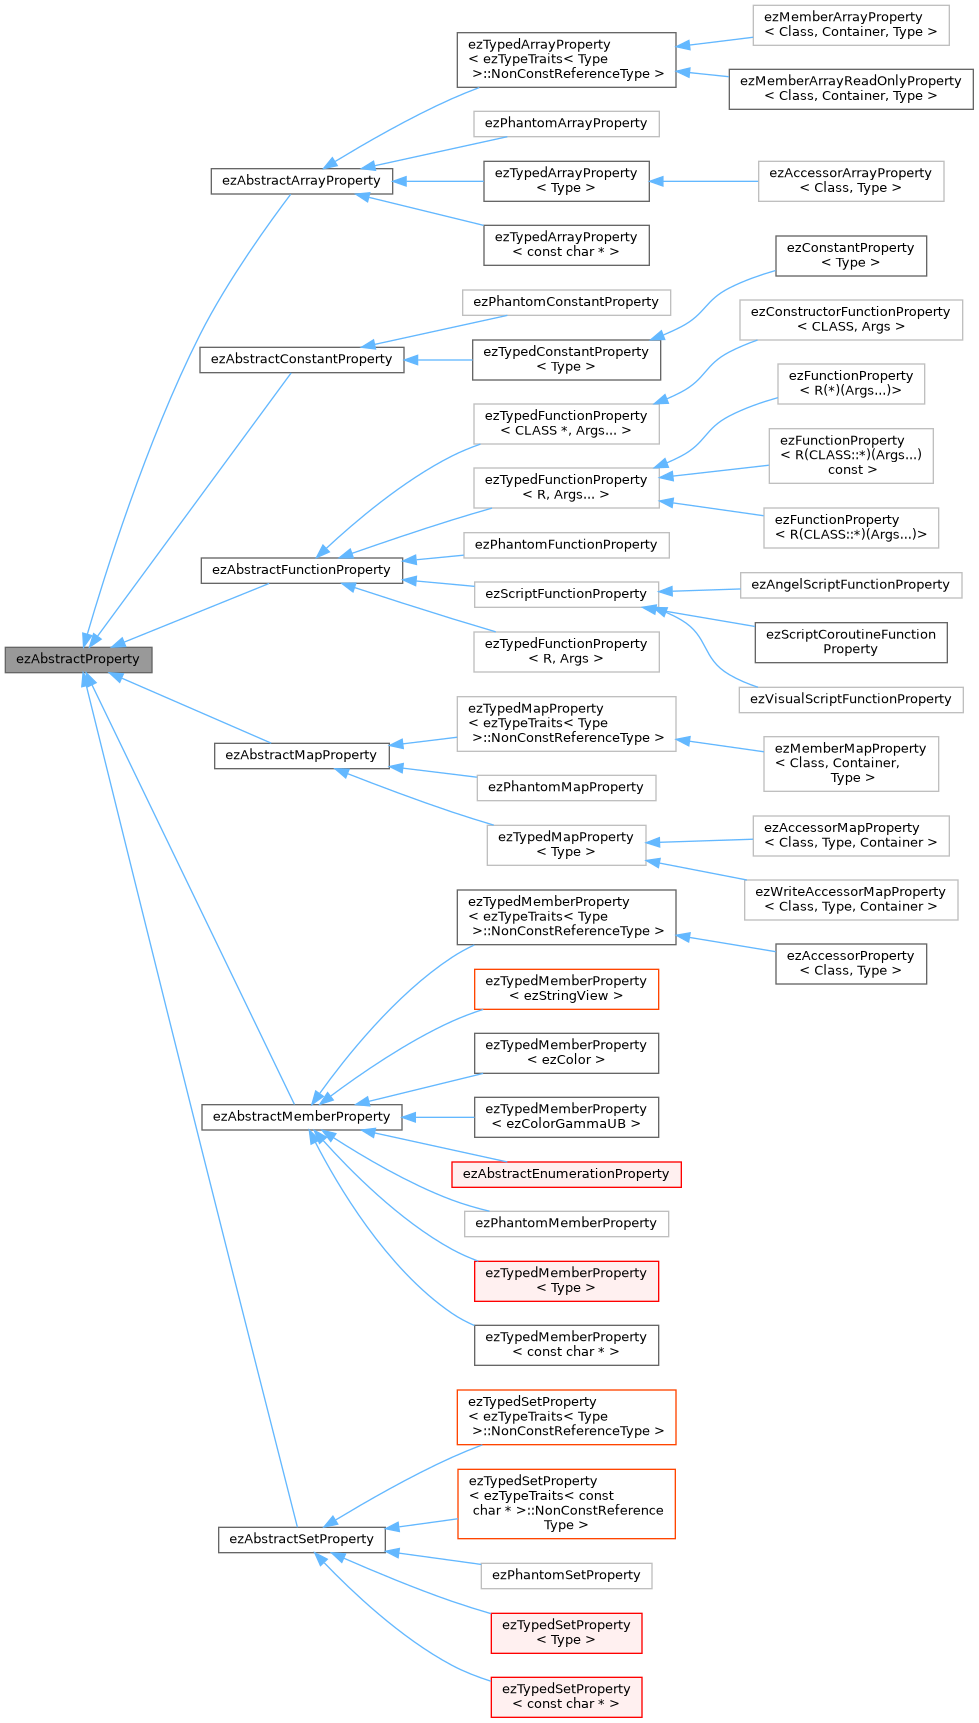 ezAbstractProperty
ezAbstractArrayProperty
ezTypedArrayProperty
< ezTypeTraits< Type
>::NonConstReferenceType >
ezMemberArrayProperty
< Class, Container, Type >
ezMemberArrayReadOnlyProperty
< Class, Container, Type >
ezPhantomArrayProperty
ezTypedArrayProperty
< Type >
ezAccessorArrayProperty
< Class, Type >
ezTypedArrayProperty
< const char * >
ezAbstractConstantProperty
ezPhantomConstantProperty
ezTypedConstantProperty
< Type >
ezConstantProperty
< Type >
ezAbstractFunctionProperty
ezTypedFunctionProperty
< CLASS *, Args... >
ezConstructorFunctionProperty
< CLASS, Args >
ezTypedFunctionProperty
< R, Args... >
ezFunctionProperty
< R(*)(Args...)>
ezFunctionProperty
< R(CLASS::*)(Args...)
const >
ezFunctionProperty
< R(CLASS::*)(Args...)>
ezPhantomFunctionProperty
ezScriptFunctionProperty
ezAngelScriptFunctionProperty
ezScriptCoroutineFunction
Property
ezVisualScriptFunctionProperty
ezTypedFunctionProperty
< R, Args >
ezAbstractMapProperty
ezTypedMapProperty
< ezTypeTraits< Type
>::NonConstReferenceType >
ezMemberMapProperty
< Class, Container,
Type >
ezPhantomMapProperty
ezTypedMapProperty
< Type >
ezAccessorMapProperty
< Class, Type, Container >
ezWriteAccessorMapProperty
< Class, Type, Container >
ezAbstractMemberProperty
ezTypedMemberProperty
< ezTypeTraits< Type
>::NonConstReferenceType >
ezAccessorProperty
< Class, Type >
ezTypedMemberProperty
< ezStringView >
ezTypedMemberProperty
< ezColor >
ezTypedMemberProperty
< ezColorGammaUB >
ezAbstractEnumerationProperty
ezPhantomMemberProperty
ezTypedMemberProperty
< Type >
ezTypedMemberProperty
< const char * >
ezAbstractSetProperty
ezTypedSetProperty
< ezTypeTraits< Type
>::NonConstReferenceType >
ezTypedSetProperty
< ezTypeTraits< const
char * >::NonConstReference
Type >
ezPhantomSetProperty
ezTypedSetProperty
< Type >
ezTypedSetProperty
< const char * >